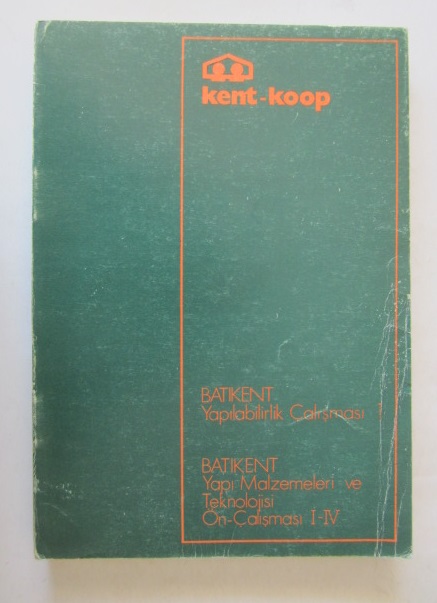 kent-koop
BATIKENT
Yapılabilirlik Çalışması
BATIKENT
Yapı Malzemeleri ve
Teknolojisi
Ön-Çalışması I-IV